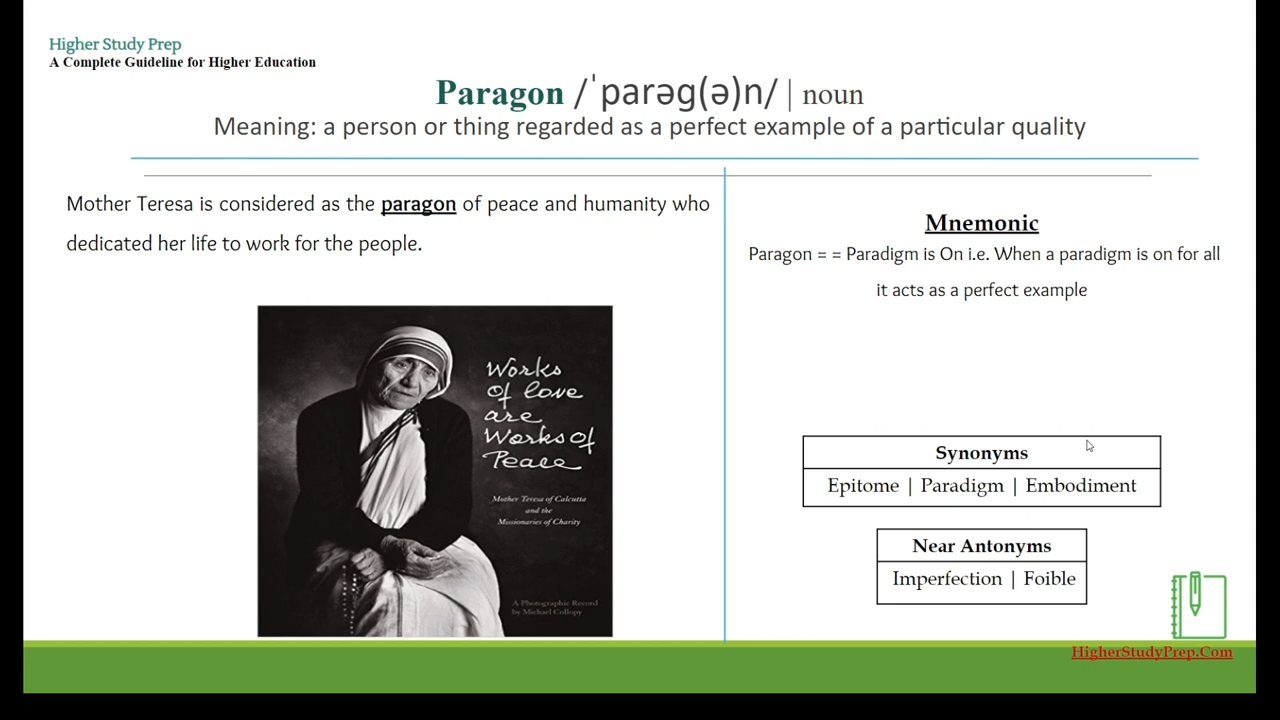 Higher Study Prep
A Complete Guideline for Higher Education
Paragon /ˈparəɡ(ə)n/ | noun
Meaning: a person or thing regarded as a perfect example of a particular quality
Mother Teresa is considered as the paragon of peace and humanity who
dedicated her life to work for the people.
Works
of love
are
Works of
Peace
Mother Teresa of Calcutta
and the
Missionaries of Charity
A Photographic Record
by Michael Collopy
Mnemonic
Paragon = = Paradigm is On i.e. When a paradigm is on for all
it acts as a perfect example
Synonyms
Epitome | Paradigm | Embodiment
Near Antonyms
Imperfection | Foible
HigherStudyPrep.Com